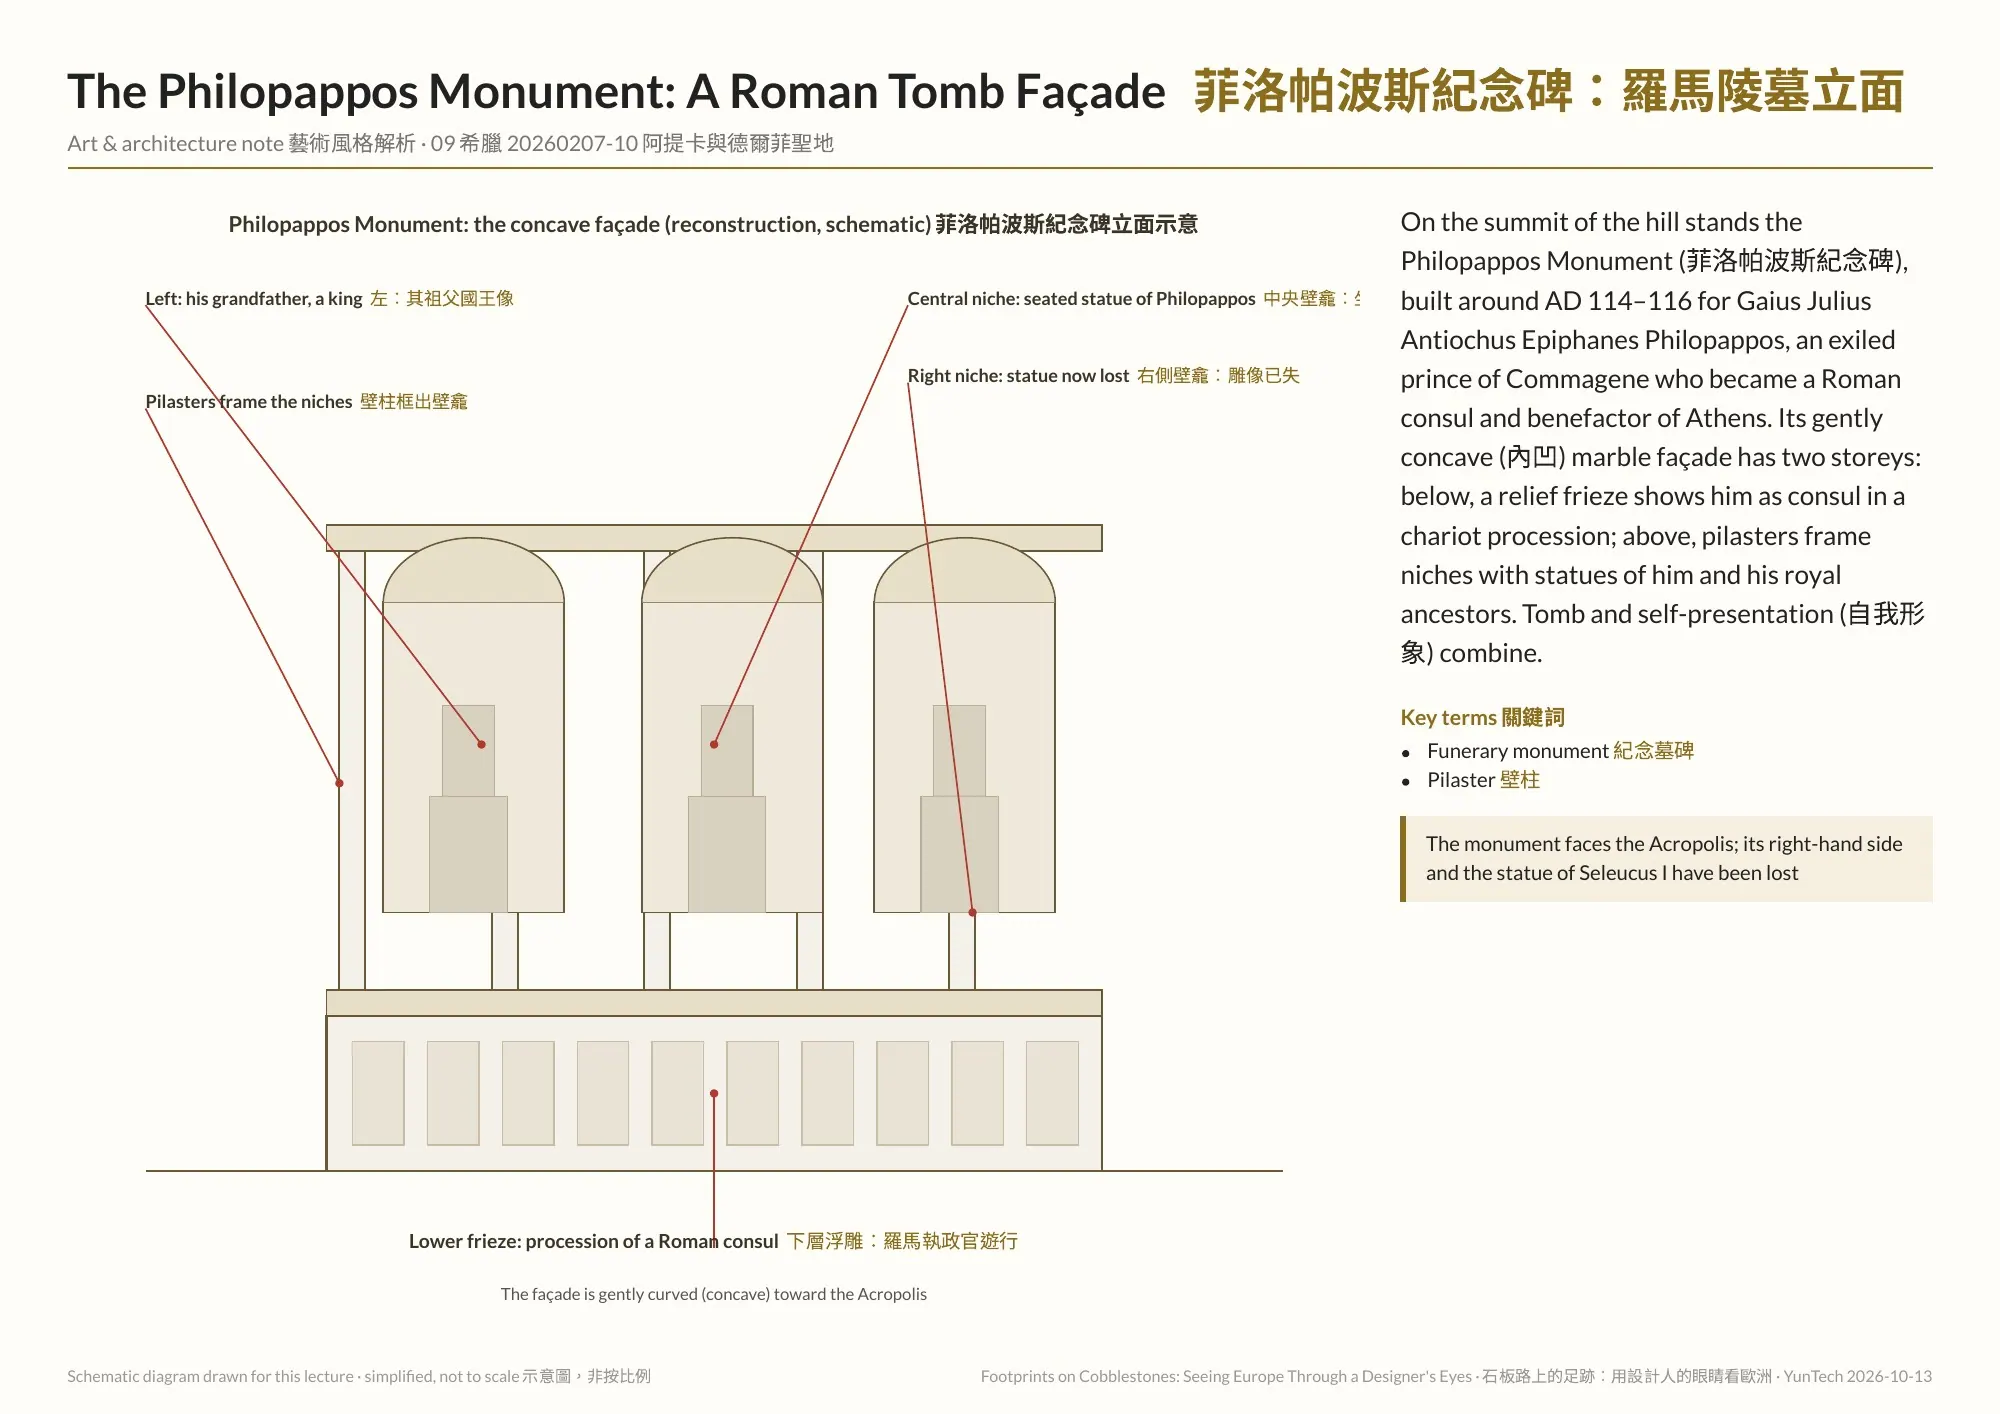 The Philopappos Monument: A Roman Tomb Façade 菲洛帕波斯紀念碑：羅馬陵墓立面
Art & architecture note 藝術風格解析 · 09 希臘 20260207-10 阿提卡與德爾菲聖地
Philopappos Monument: the concave façade (reconstruction, schematic) 菲洛帕波斯紀念碑立面示意
Left: his grandfather, a king 左：其祖父國王像
Central niche: seated statue of Philopappos 中央壁龕：
Right niche: statue now lost 右側壁龕：雕像已失
Pilasters frame the niches 壁柱框出壁龕
Lower frieze: procession of a Roman consul 下層浮雕：羅馬執政官遊行
The façade is gently curved (concave) toward the Acropolis
On the summit of the hill stands the
Philopappos Monument (菲洛帕波斯紀念碑),
built around AD 114–116 for Gaius Julius
Antiochus Epiphanes Philopappos, an exiled
prince of Commagene who became a Roman
consul and benefactor of Athens. Its gently
concave (內凹) marble façade has two storeys:
below, a relief frieze shows him as consul in a
chariot procession; above, pilasters frame
niches with statues of him and his royal
ancestors. Tomb and self-presentation (自我形
象) combine.
Key terms 關鍵詞
• Funerary monument 紀念墓碑
• Pilaster 壁柱
The monument faces the Acropolis; its right-hand side
and the statue of Seleucus I have been lost
Schematic diagram drawn for this lecture · simplified, not to scale 示意圖，非按比例
Footprints on Cobblestones: Seeing Europe Through a Designer's Eyes · 石板路上的足跡：用設計人的眼睛看歐洲 · YunTech 2026-10-13